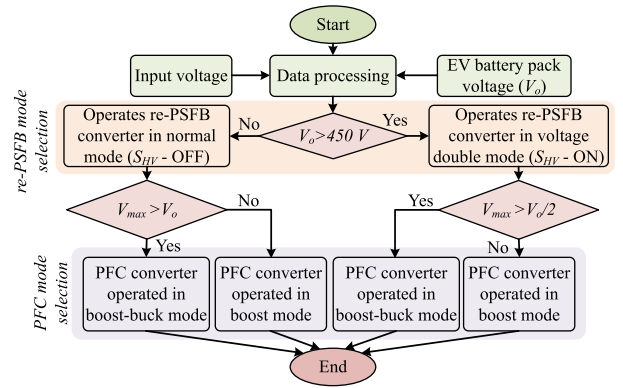 Start
Input voltage
Data processing
EV battery pack
voltage (Vo)
re-PSFB mode
selection
Operates re-PSFB
converter in normal
mode (SHV - OFF)
No
Vo>450 V
Yes
Operates re-PSFB
converter in voltage
double mode (SHV - ON)
Vmax >Vo
No
Yes
Yes
Vmax >Vo/2
No
PFC mode
selection
PFC converter
operated in
boost-buck mode
PFC converter
operated in
boost mode
PFC converter
operated in
boost-buck mode
PFC converter
operated in
boost mode
End